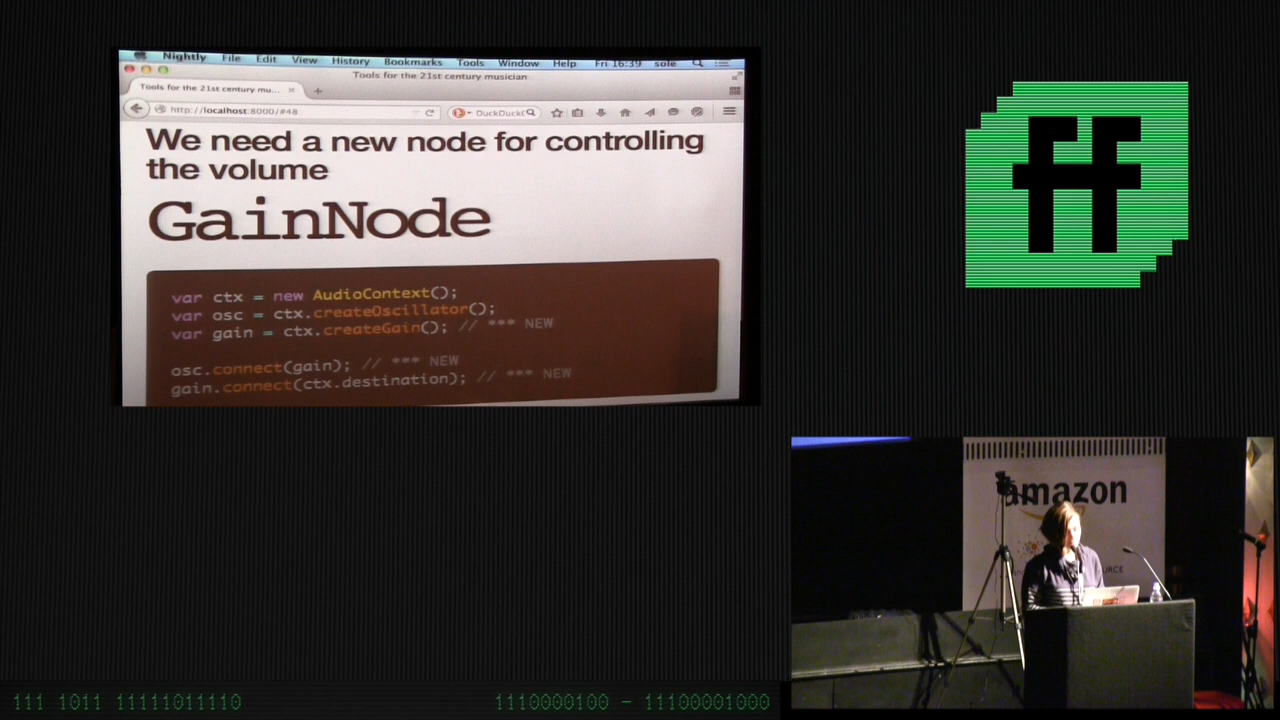 Nightly File Edit View History Bookmarks Tools Window Help Fri 16:39 sole
Tools for the 21st century musician
Tools for the 21st century mu...
http://localhost:8000/#48
DuckDuckG
We need a new node for controlling
the volume
GainNode
var ctx = new AudioContext();
var osc = ctx.createOscillator();
var gain = ctx.createGain(); // *** NEW
osc.connect(gain); // *** NEW
gain.connect(ctx.destination); // *** NEW
ff
amazon
URCE
111 1011 11111011110
1110000100 - 11100001000